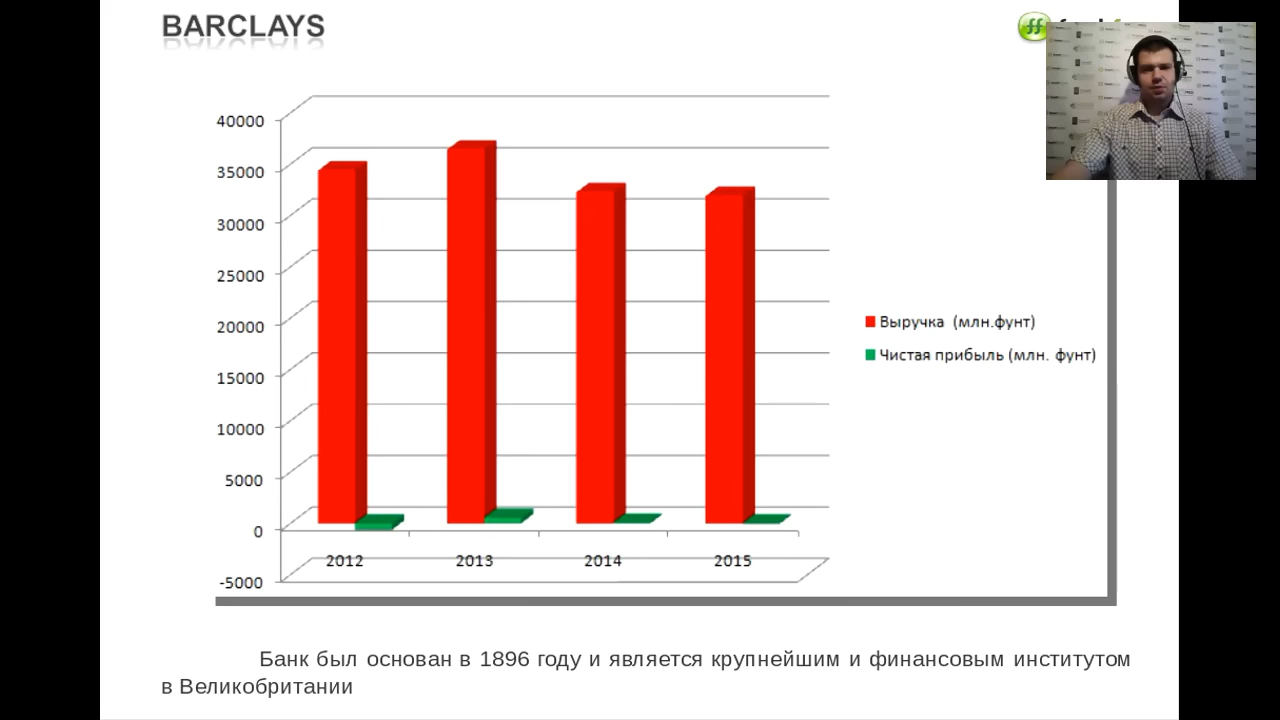 BARCLAYS
ff
40000
35000
30000
25000
20000
15000
10000
5000
0
-5000
2012 2013 2014 2015
Выручка (млн.фунт)
Чистая прибыль (млн. фунт)
Банк был основан в 1896 году и является крупнейшим и финансовым институтом
в Великобритании